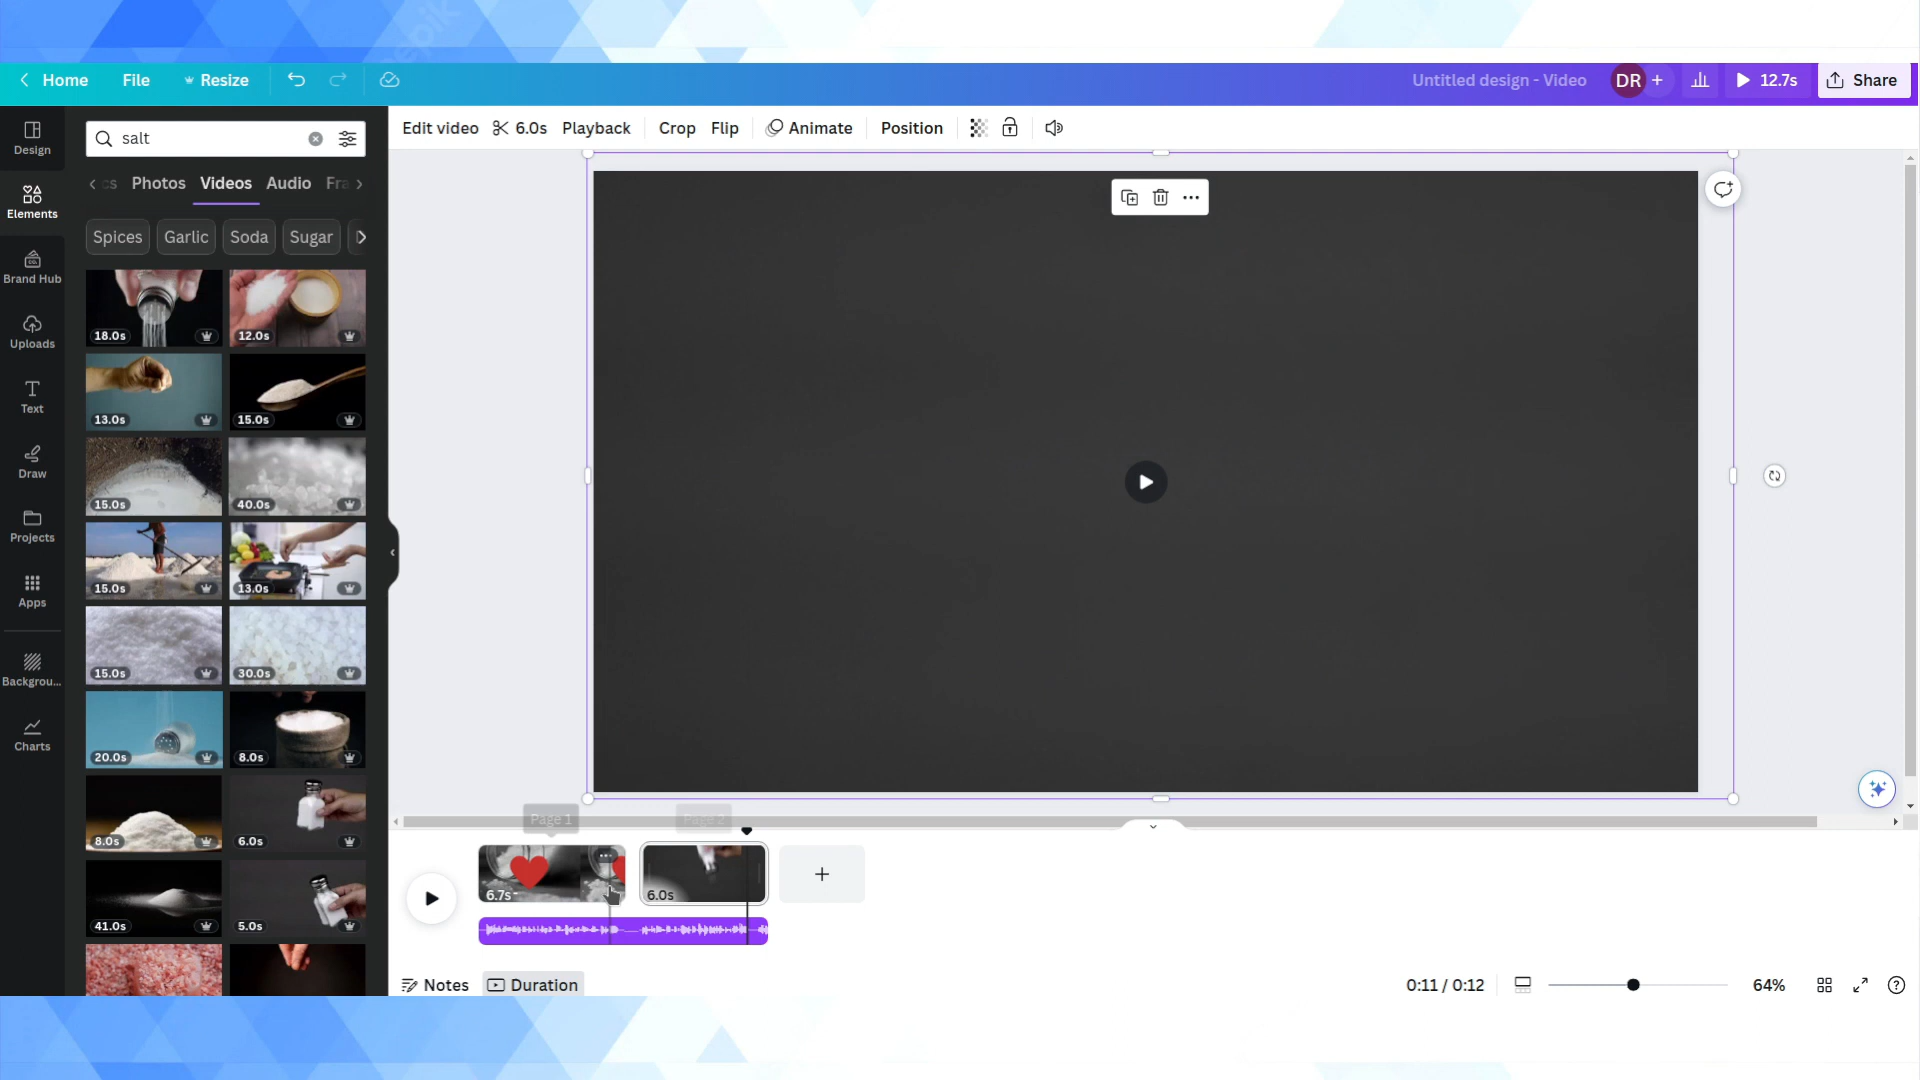 Home File Resize Untitled design - Video DR + 12.7s Share
salt
Edit video 6.0s Playback Crop Flip Animate Position
Design
cs Photos Videos Audio Fra
Elements
Spices Garlic Soda Sugar
Brand Hub
18.0s 12.0s
Uploads
13.0s 15.0s
Text
Draw
15.0s 40.0s
Projects
15.0s 13.0s
Apps
15.0s 30.0s
Backgrou...
Charts
20.0s 8.0s
Page 1 Page 2
8.0s 6.0s
6.7s 6.0s
41.0s 5.0s
Notes Duration 0:11 / 0:12 64%